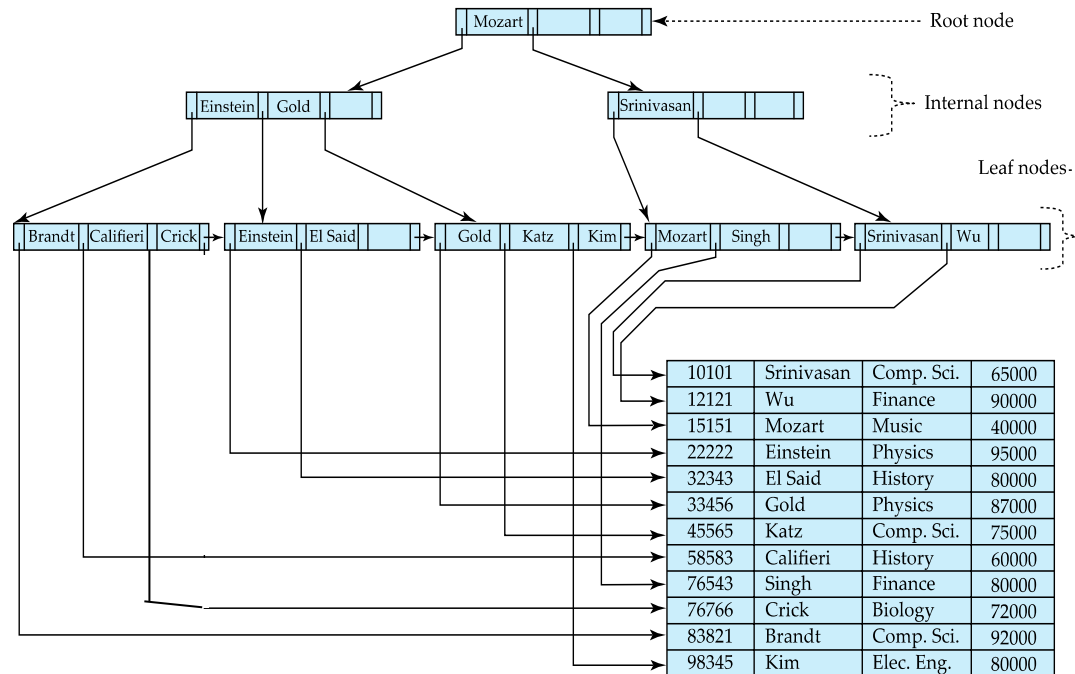 Mozart
Root node
Einstein Gold
Srinivasan
Internal nodes
Leaf nodes
Brandt Califieri Crick
Einstein El Said
Gold Katz Kim
Mozart Singh
Srinivasan Wu
10101 Srinivasan Comp. Sci. 65000
12121 Wu Finance 90000
15151 Mozart Music 40000
22222 Einstein Physics 95000
32343 El Said History 80000
33456 Gold Physics 87000
45565 Katz Comp. Sci. 75000
58583 Califieri History 60000
76543 Singh Finance 80000
76766 Crick Biology 72000
83821 Brandt Comp. Sci. 92000
98345 Kim Elec. Eng. 80000